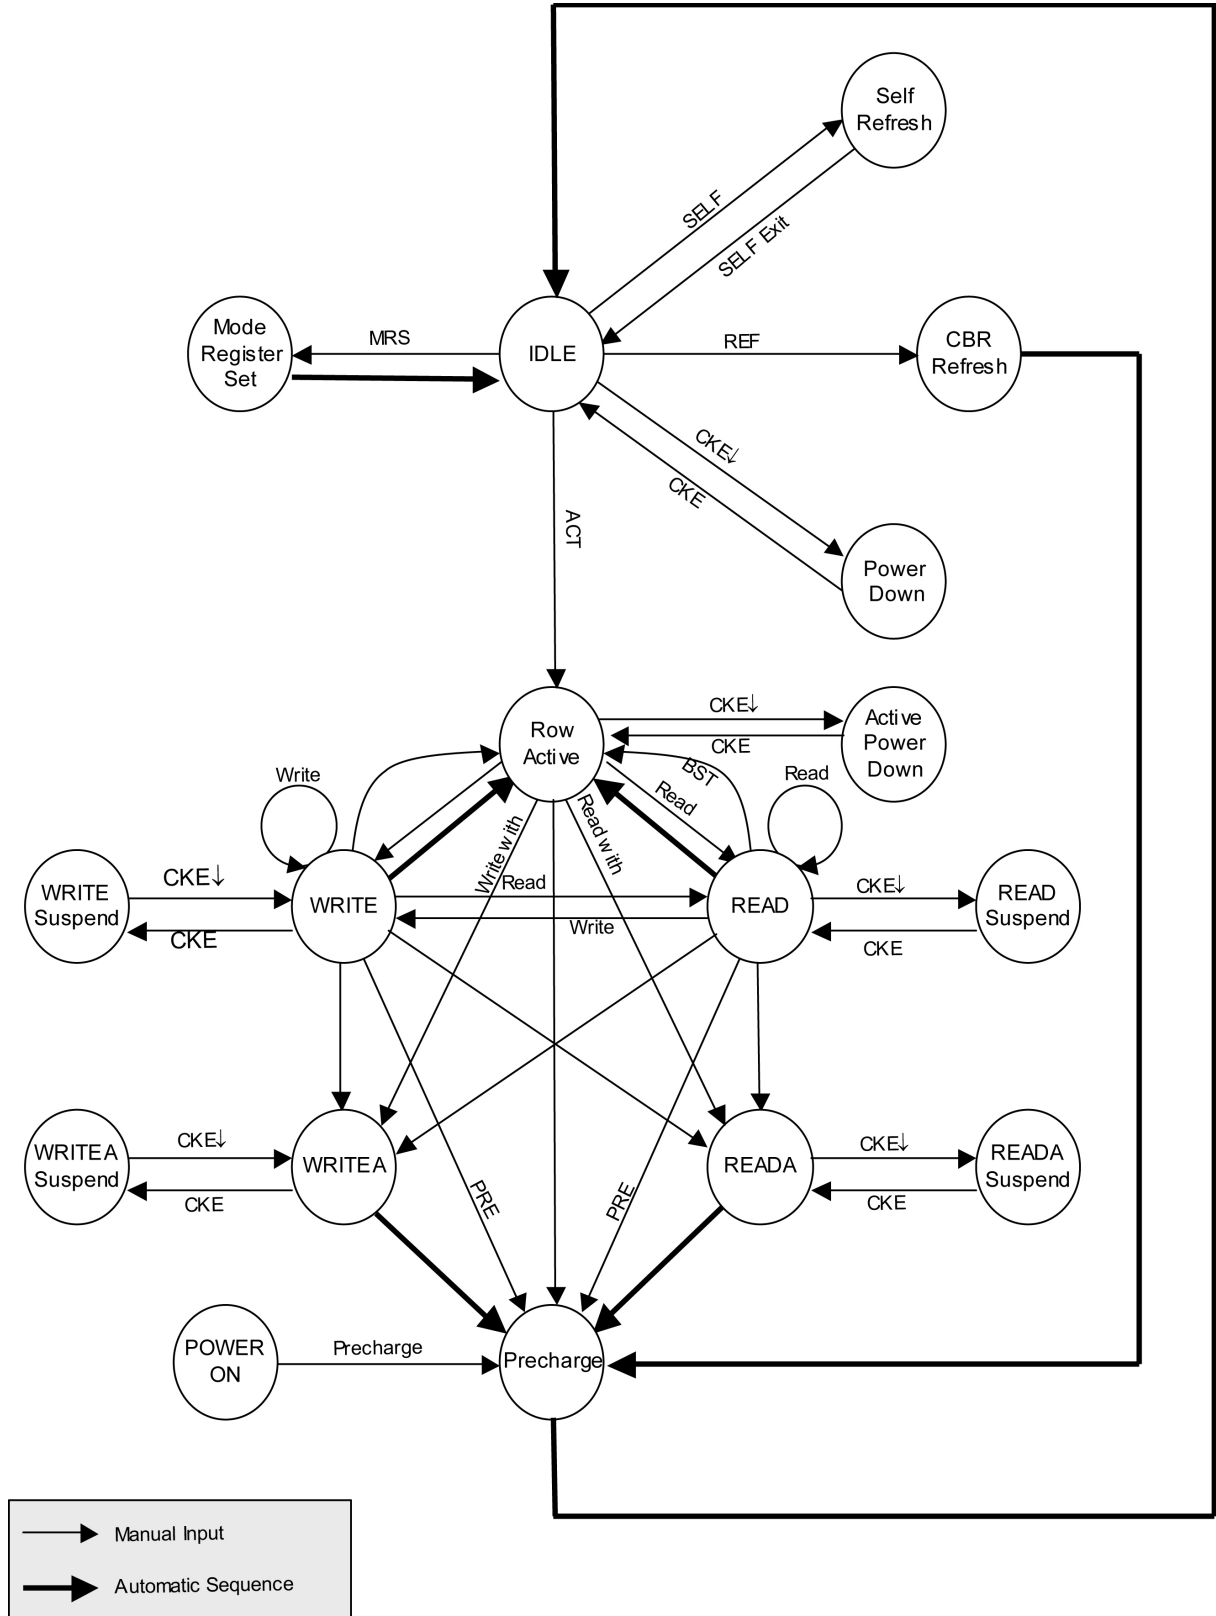 Self
Refresh
SELF
SELF Exit
Mode
Register
Set
MRS
IDLE
REF
CBR
Refresh
CKE↓
CKE
ACT
Power
Down
Row
Active
CKE↓
CKE
Active
Power
Down
BST
Read
Write
Read
Write with
Read with
WRITE
Suspend
CKE↓
CKE
WRITE
Read
Write
READ
CKE↓
CKE
READ
Suspend
WRITEA
Suspend
CKE↓
CKE
WRITEA
PRE
PRE
READA
CKE↓
CKE
READA
Suspend
POWER
ON
Precharge
Precharge
Manual Input
Automatic Sequence